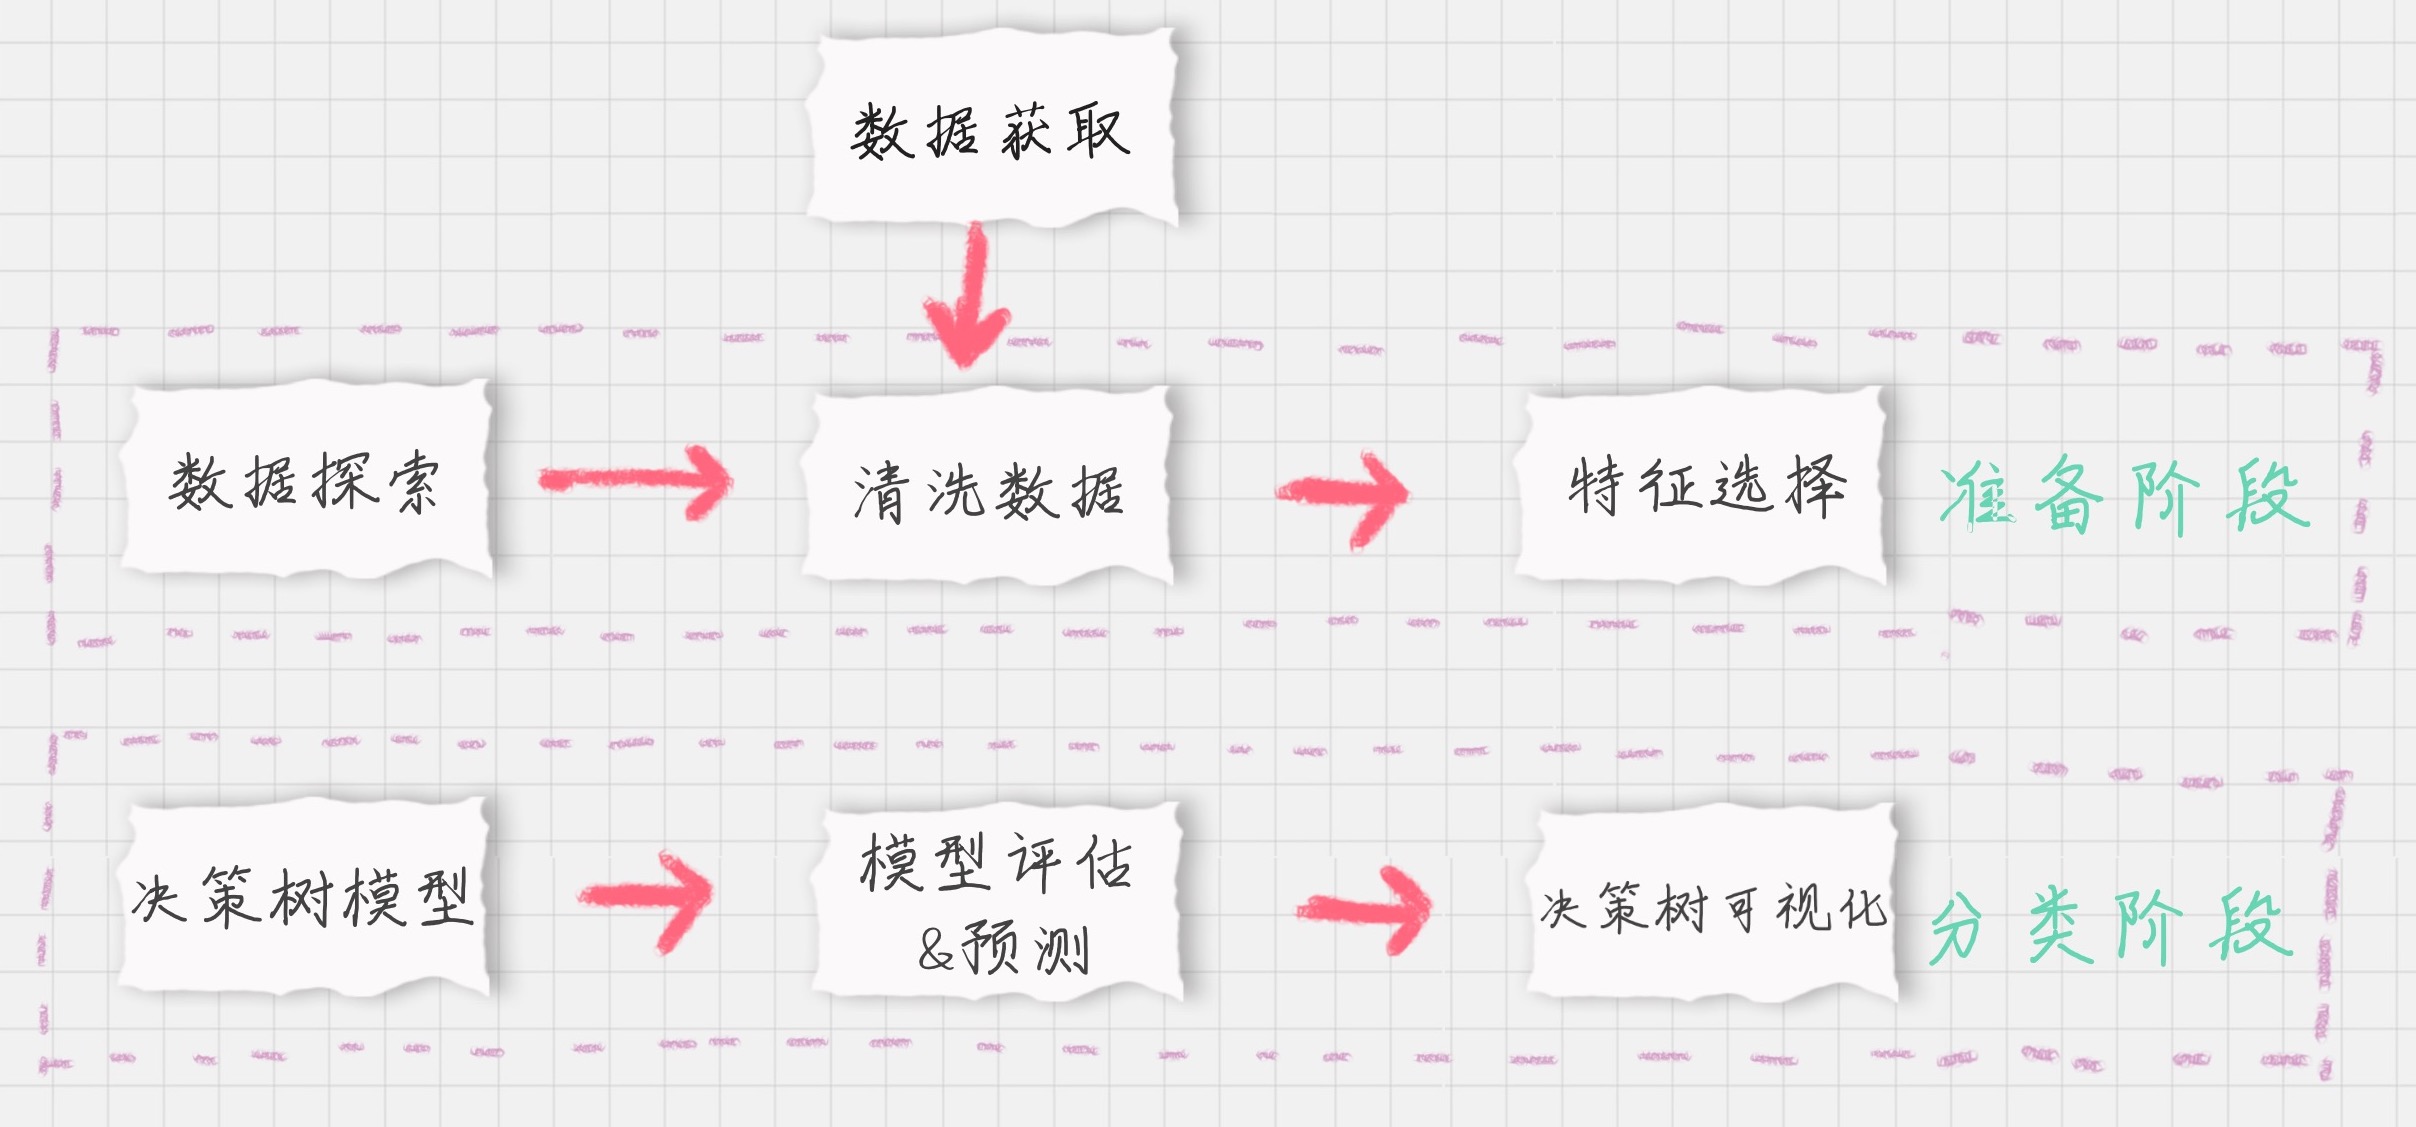 数据获取
数据探索
清洗数据
特征选择
准备阶段
决策树模型
模型评估
&预测
决策树可视化
分类阶段